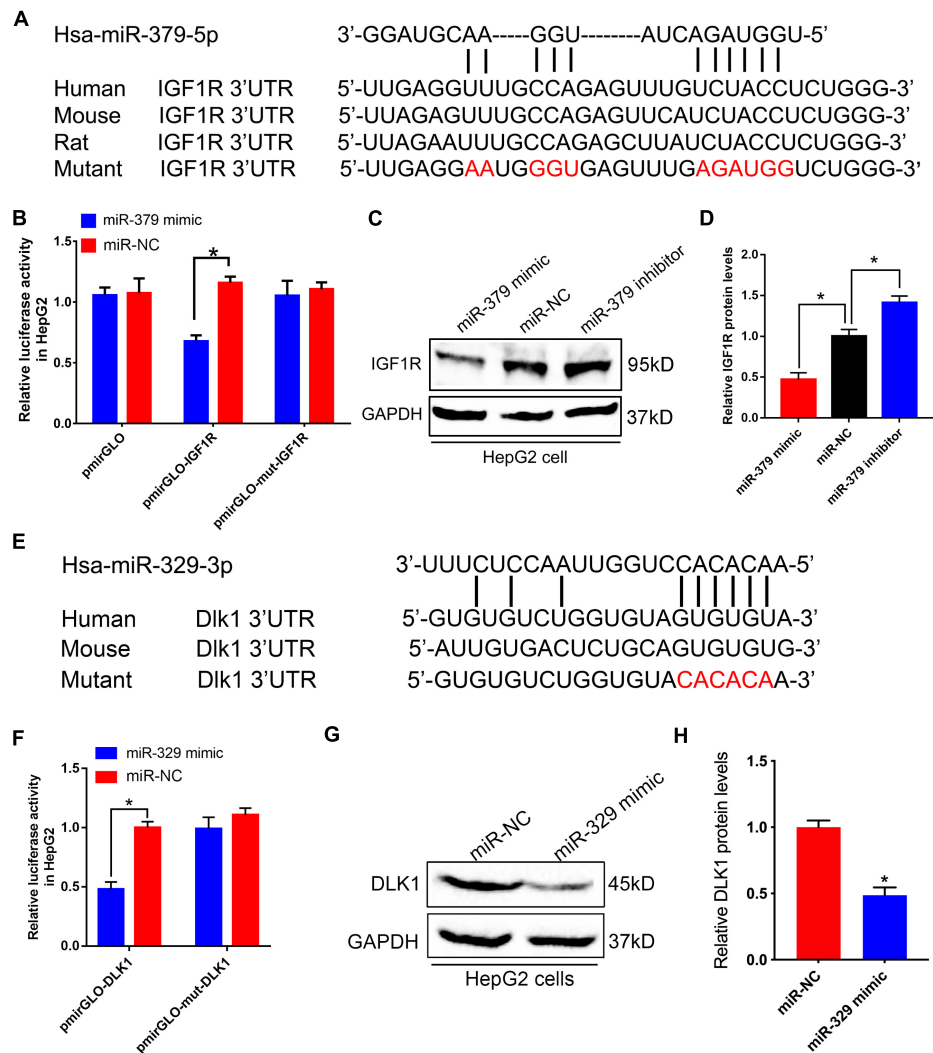 A
Hsa-miR-379-5p 3’-GGAUGCAA-----GGU--------AUCAGAUGGU-5’
Human IGF1R 3’UTR 5’-UUGAGGUUUGCCAGAGUUUGUCUACCUCUGGG-3’
Mouse IGF1R 3’UTR 5’-UUAGAGUUUGCCAGAGUUCAUCUACCUCUGGG-3’
Rat IGF1R 3’UTR 5’-UUAGAAUUUGCCAGAGCUUAUCUACCUCUGGG-3’
Mutant IGF1R 3’UTR 5’-UUGAGGAAUGGGUGAGUUUGAGAUGGUCUGGG-3’
B
miR-379 mimic
miR-NC
Relative luciferase activity
in HepG2
1.5
1.0
0.5
0.0
*
pmirGLO
pmirGLO-IGF1R
pmirGLO-mut-IGF1R
C
miR-379 mimic
miR-NC
miR-379 inhibitor
IGF1R 95kD
GAPDH 37kD
HepG2 cell
D
Relative IGF1R protein levels
2.0
1.5
1.0
0.5
0.0
*
*
miR-379 mimic
miR-NC
miR-379 inhibitor
E
Hsa-miR-329-3p 3’-UUUCUCCAAUUGGUCCACACAA-5’
Human Dlk1 3’UTR 5’-GUGUGUCUGGUGUAGUGUGUA-3’
Mouse Dlk1 3’UTR 5’-AUUGUGACUCUGCAGUGUGUG-3’
Mutant Dlk1 3’UTR 5’-GUGUGUCUGGUGUACACACAA-3’
F
miR-329 mimic
miR-NC
Relative luciferase activity
in HepG2
1.5
1.0
0.5
0.0
*
pmirGLO-DLK1
pmirGLO-mut-DLK1
G
miR-NC
miR-329 mimic
DLK1 45kD
GAPDH 37kD
HepG2 cells
H
Relative DLK1 protein levels
1.5
1.0
0.5
0.0
*
miR-NC
miR-329 mimic